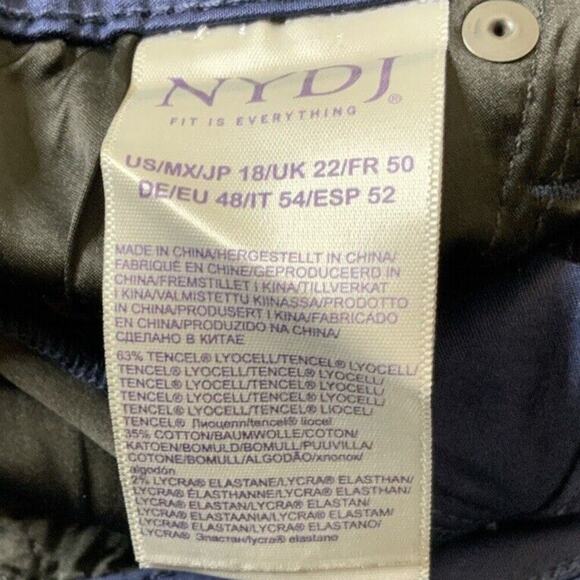 NYDJ®
FIT IS EVERYTHING
US/MX/JP 18/UK 22/FR 50
DE/EU 48/IT 54/ESP 52
MADE IN CHINA/HERGESTELLT IN CHINA/
FABRIQUÉ EN CHINE/GEPRODUCEERD IN
CHINA/FREMSTILLET I KINA/TILLVERKAT
I KINA/VALMISTETTU KIINASSA/PRODOTTO
IN CHINA/PRODUSERT I KINA/FABRICADO
EN CHINA/PRODUZIDO NA CHINA/
СДЕЛАНО В КИТАЕ
63% TENCEL® LYOCELL/TENCEL® LYOCELL/
TENCEL® LYOCELL/TENCEL® LYOCELL/
TENCEL® LYOCELL/TENCEL® LYOCELL/
TENCEL® LYOCELL/TENCEL® LIOCEL/
TENCEL® Лиоцелл/tencel® liocel
35% COTTON/BAUMWOLLE/COTON/
KATOEN/BOMULD/BOMULL/PUUVILLA/
COTONE/BOMULL/ALGODÃO/хлопок/
algodón
2% LYCRA® ELASTANE/LYCRA® ELASTHAN/
LYCRA® ÉLASTHANNE/LYCRA® ELASTHAN/
LYCRA® ELASTAN/LYCRA® ELASTAN/
LYCRA® ELASTAANIA/LYCRA® ELASTAM/
LYCRA® ELASTAN/LYCRA® ELASTANO/
LYCRA® Эластан/lycra® elastano